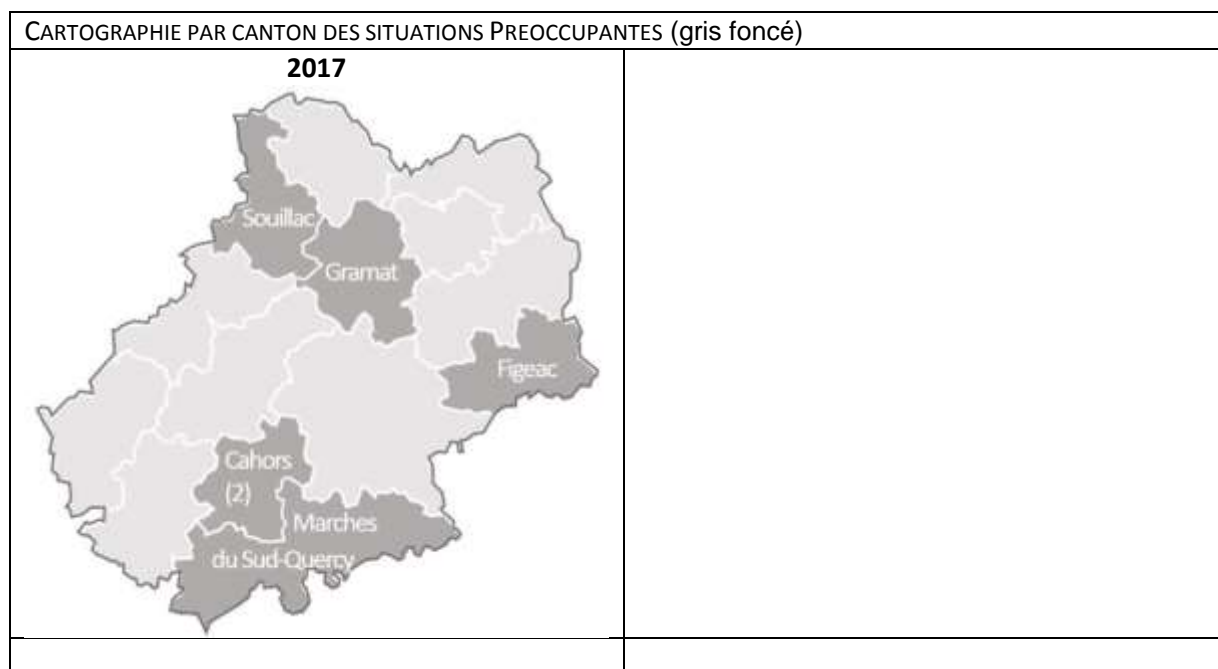 CARTOGRAPHIE PAR CANTON DES SITUATIONS PREOCCUPANTES (gris foncé)
2017
Souillac
Gramat
Figeac
Cahors
(2)
Marches
du Sud-Quercy